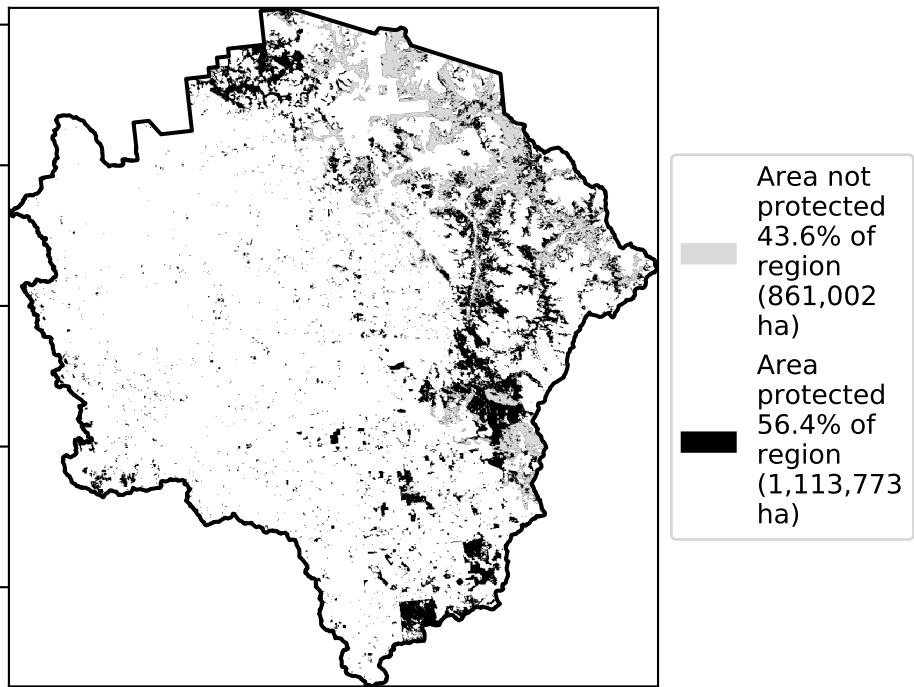 Area not
protected
43.6% of
region
(861,002
ha)
Area
protected
56.4% of
region
(1,113,773
ha)